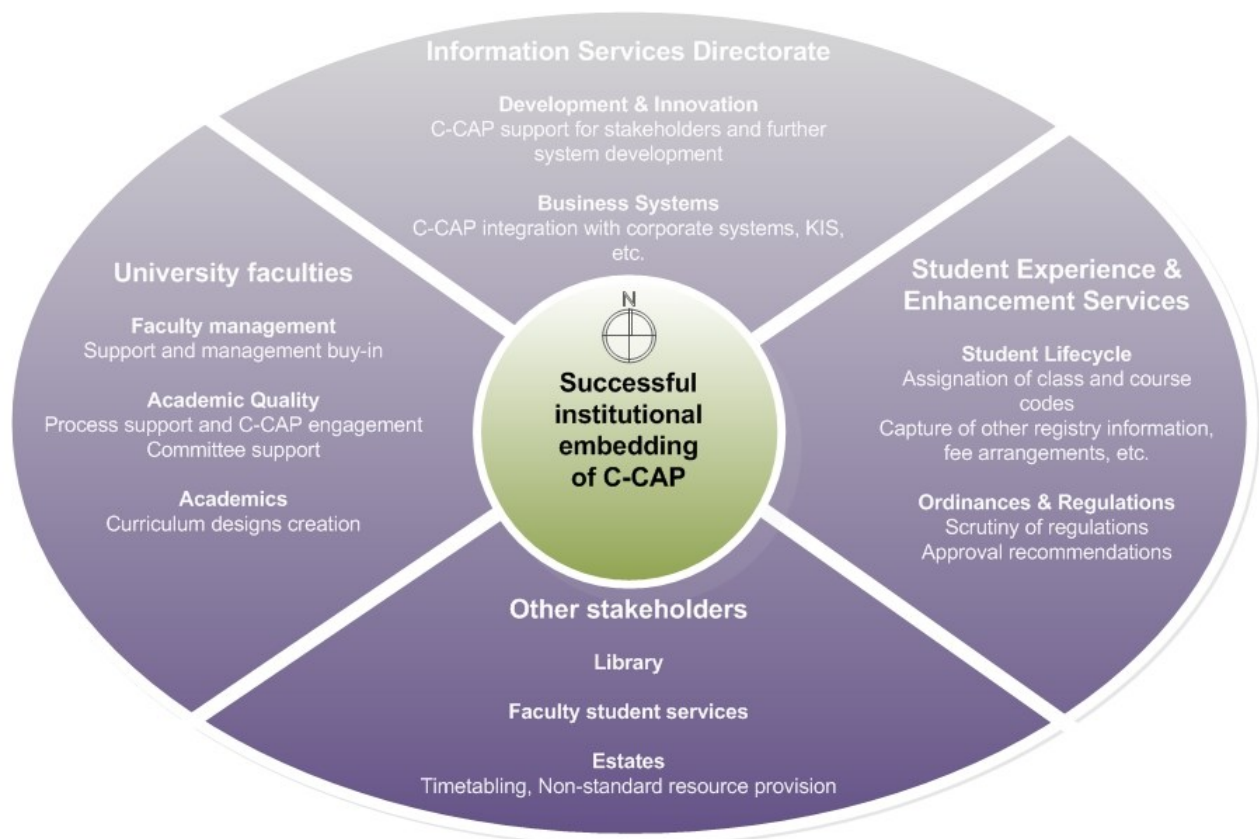 Information Services Directorate
Development & Innovation
C-CAP support for stakeholders and further
system development
Business Systems
C-CAP integration with corporate systems, KIS,
etc.
University faculties
Faculty management
Support and management buy-in
Academic Quality
Process support and C-CAP engagement
Committee support
Academics
Curriculum designs creation
N
Successful
institutional
embedding
of C-CAP
Student Experience &
Enhancement Services
Student Lifecycle
Assignation of class and course
codes
Capture of other registry information,
fee arrangements, etc.
Ordinances & Regulations
Scrutiny of regulations
Approval recommendations
Other stakeholders
Library
Faculty student services
Estates
Timetabling, Non-standard resource provision